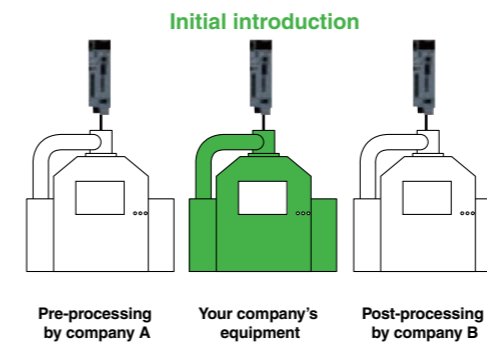 Initial introduction
Pre-processing
by company A
Your company's
equipment
Post-processing
by company B